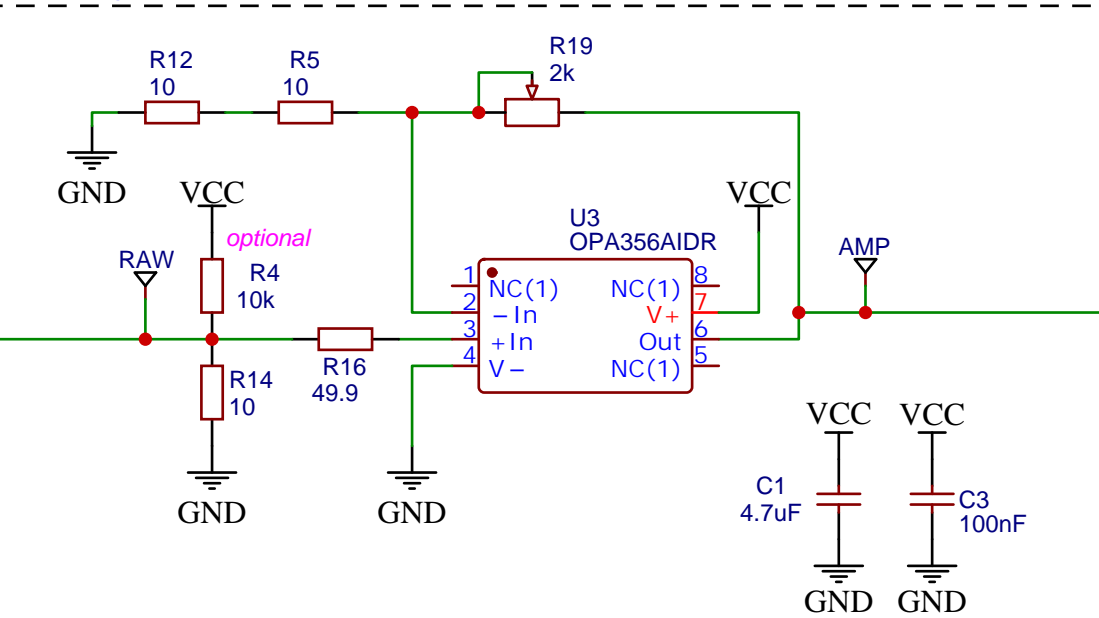 R12
10
R5
10
R19
2k
GND
VCC
optional
R4
10k
RAW
R14
10
GND
R16
49.9
GND
U3
OPA356AIDR
1
NC(1)
2
-In
3
+In
4
V-
NC(1)
8
V+
7
Out
6
NC(1)
5
VCC
AMP
VCC
C1
4.7uF
GND
VCC
C3
100nF
GND